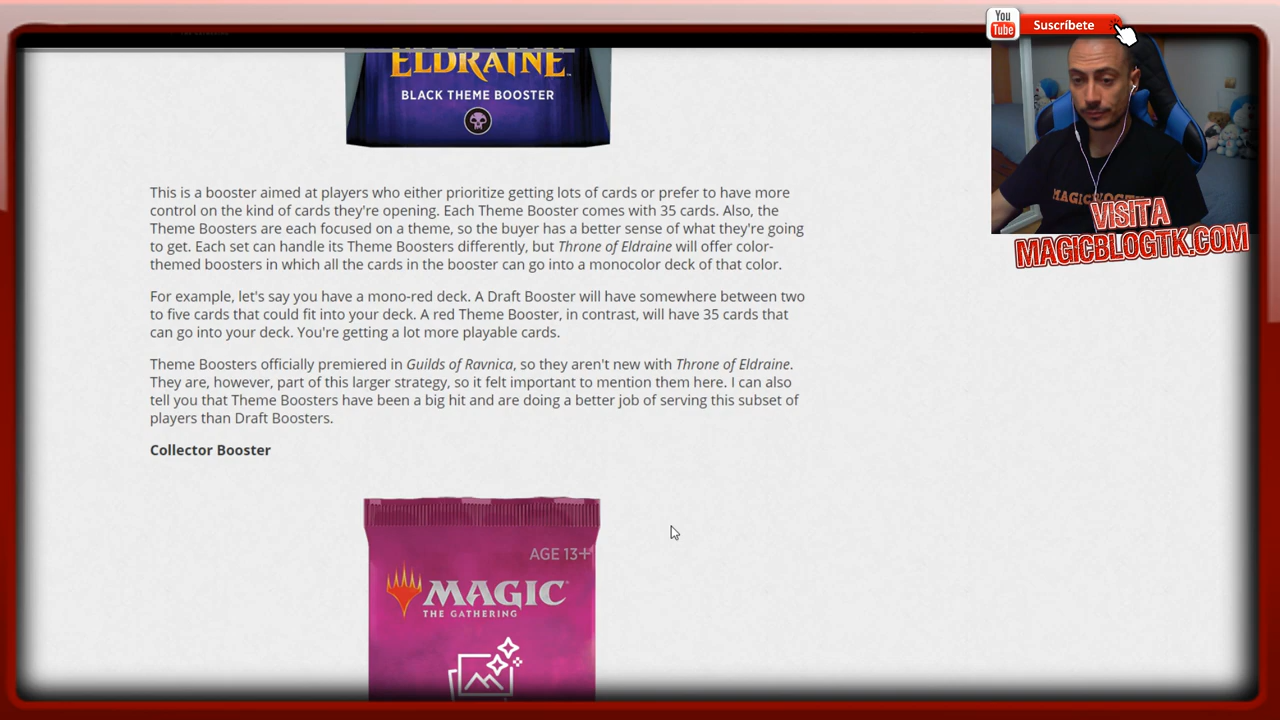 You
Tube
Suscríbete
ELDRAINE
BLACK THEME BOOSTER
This is a booster aimed at players who either prioritize getting lots of cards or prefer to have more
control on the kind of cards they're opening. Each Theme Booster comes with 35 cards. Also, the
Theme Boosters are each focused on a theme, so the buyer has a better sense of what they're going
to get. Each set can handle its Theme Boosters differently, but Throne of Eldraine will offer color-
themed boosters in which all the cards in the booster can go into a monocolor deck of that color.
VISITA
MAGICBLOGTK.COM
For example, let's say you have a mono-red deck. A Draft Booster will have somewhere between two
to five cards that could fit into your deck. A red Theme Booster, in contrast, will have 35 cards that
can go into your deck. You're getting a lot more playable cards.
Theme Boosters officially premiered in Guilds of Ravnica, so they aren't new with Throne of Eldraine.
They are, however, part of this larger strategy, so it felt important to mention them here. I can also
tell you that Theme Boosters have been a big hit and are doing a better job of serving this subset of
players than Draft Boosters.
Collector Booster
AGE 13+
MAGIC
THE GATHERING